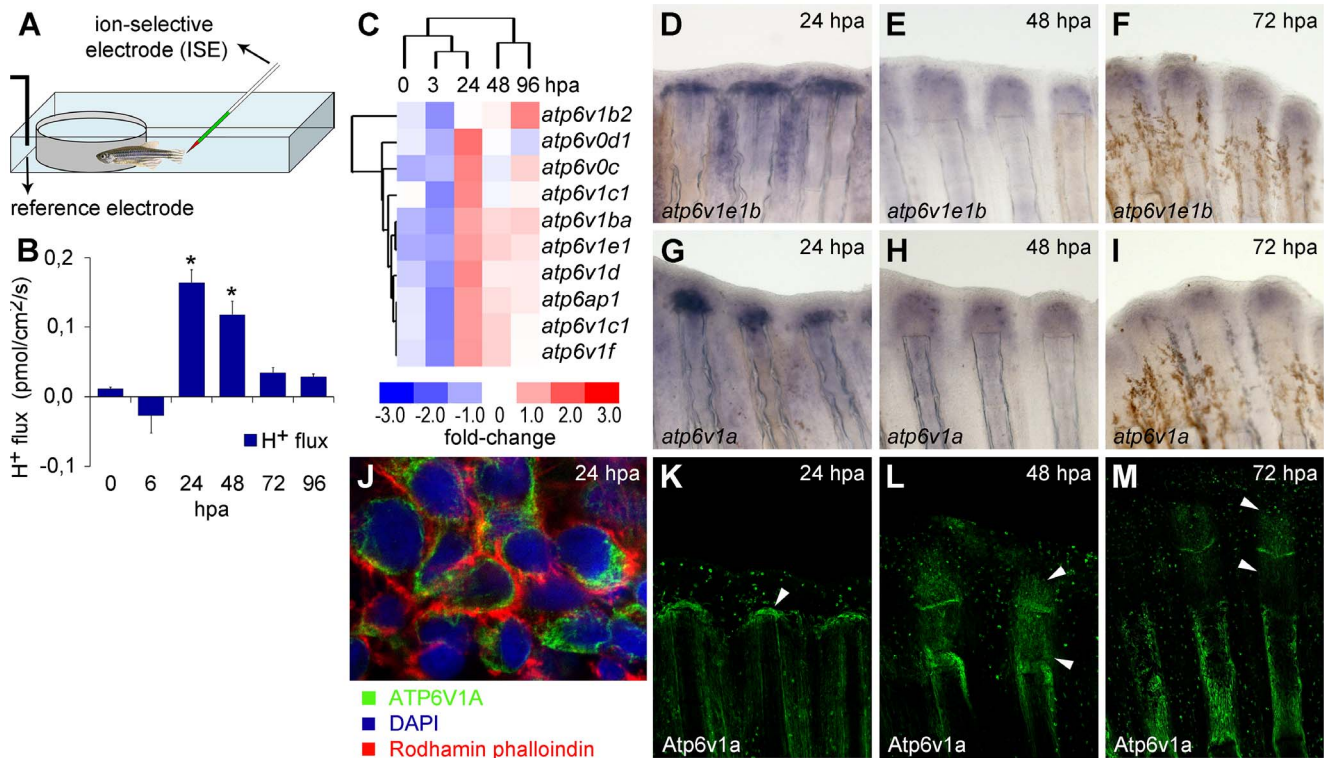 A
ion-selective
electrode (ISE)
reference electrode
B
H+ flux (pmol/cm-2/s)
0,2
0,1
0,0
-0,1
*
*
H+ flux
0 6 24 48 72 96
hpa
C
0 3 24 48 96 hpa
atp6v1b2
atp6v0d1
atp6v0c
atp6v1c1
atp6v1ba
atp6v1e1
atp6v1d
atp6ap1
atp6v1c1
atp6v1f
-3.0 -2.0 -1.0 0 1.0 2.0 3.0
fold-change
D 24 hpa
atp6v1e1b
E 48 hpa
atp6v1e1b
F 72 hpa
atp6v1e1b
G 24 hpa
atp6v1a
H 48 hpa
atp6v1a
I 72 hpa
atp6v1a
J 24 hpa
ATP6V1A
DAPI
Rodhamin phalloindin
K 24 hpa
Atp6v1a
L 48 hpa
Atp6v1a
M 72 hpa
Atp6v1a